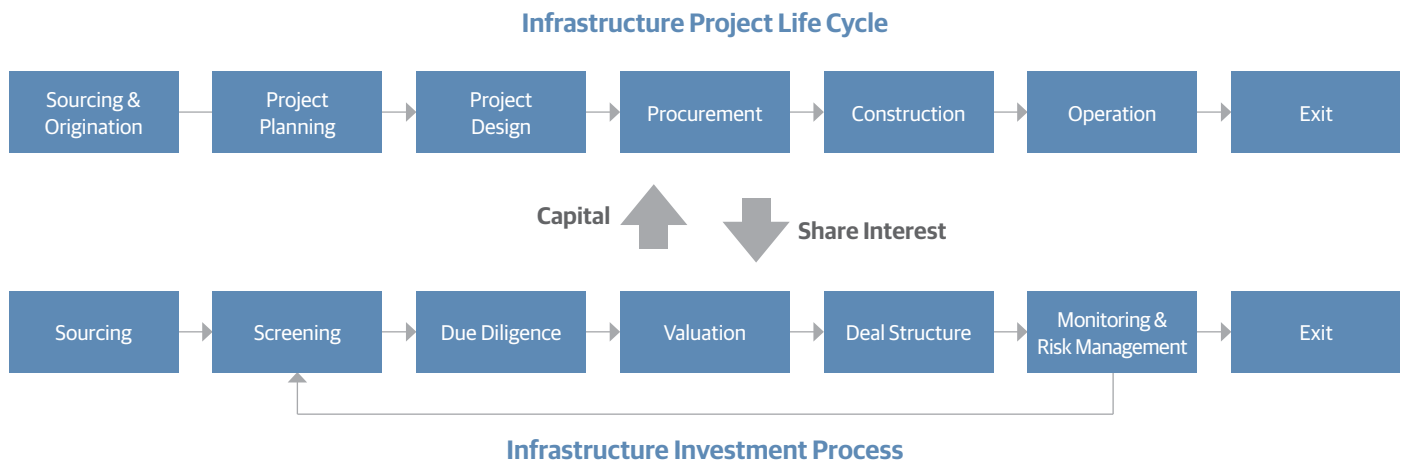 Infrastructure Project Life Cycle
Sourcing &
Origination
Project
Planning
Project
Design
Procurement
Construction
Operation
Exit
Capital
Share Interest
Sourcing
Screening
Due Diligence
Valuation
Deal Structure
Monitoring &
Risk Management
Exit
Infrastructure Investment Process